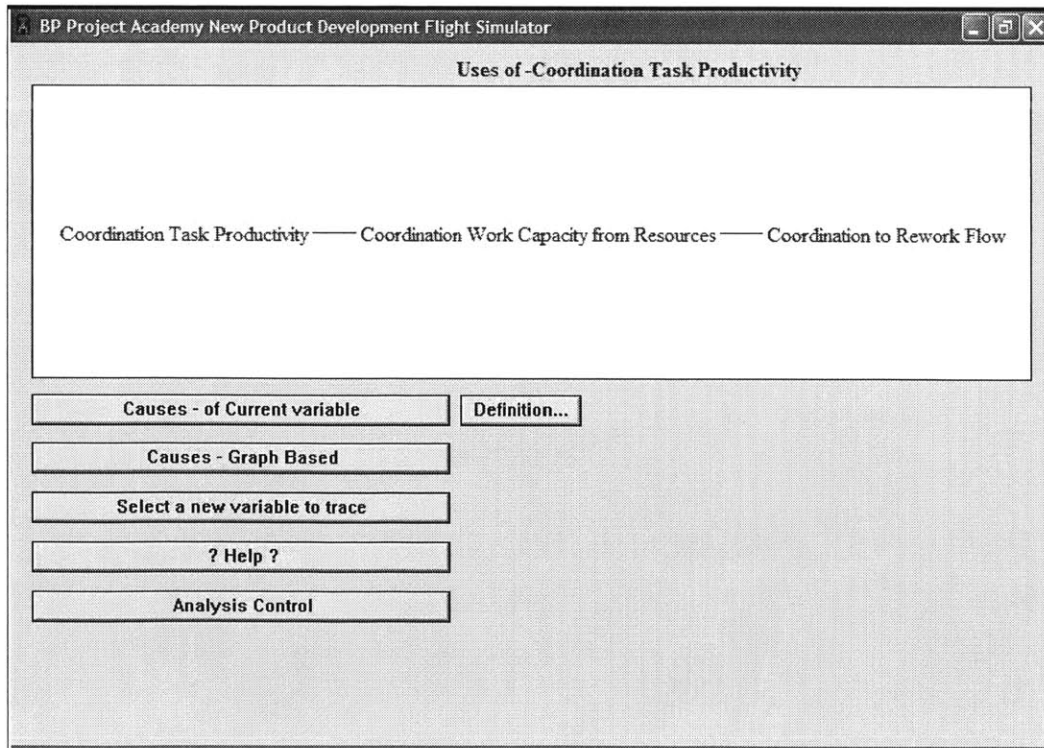 BP Project Academy New Product Development Flight Simulator
Uses of -Coordination Task Productivity
Coordination Task Productivity Coordination Work Capacity from Resources Coordination to Rework Flow
Causes - of Current variable Definition...
Causes - Graph Based
Select a new variable to trace
? Help ?
Analysis Control